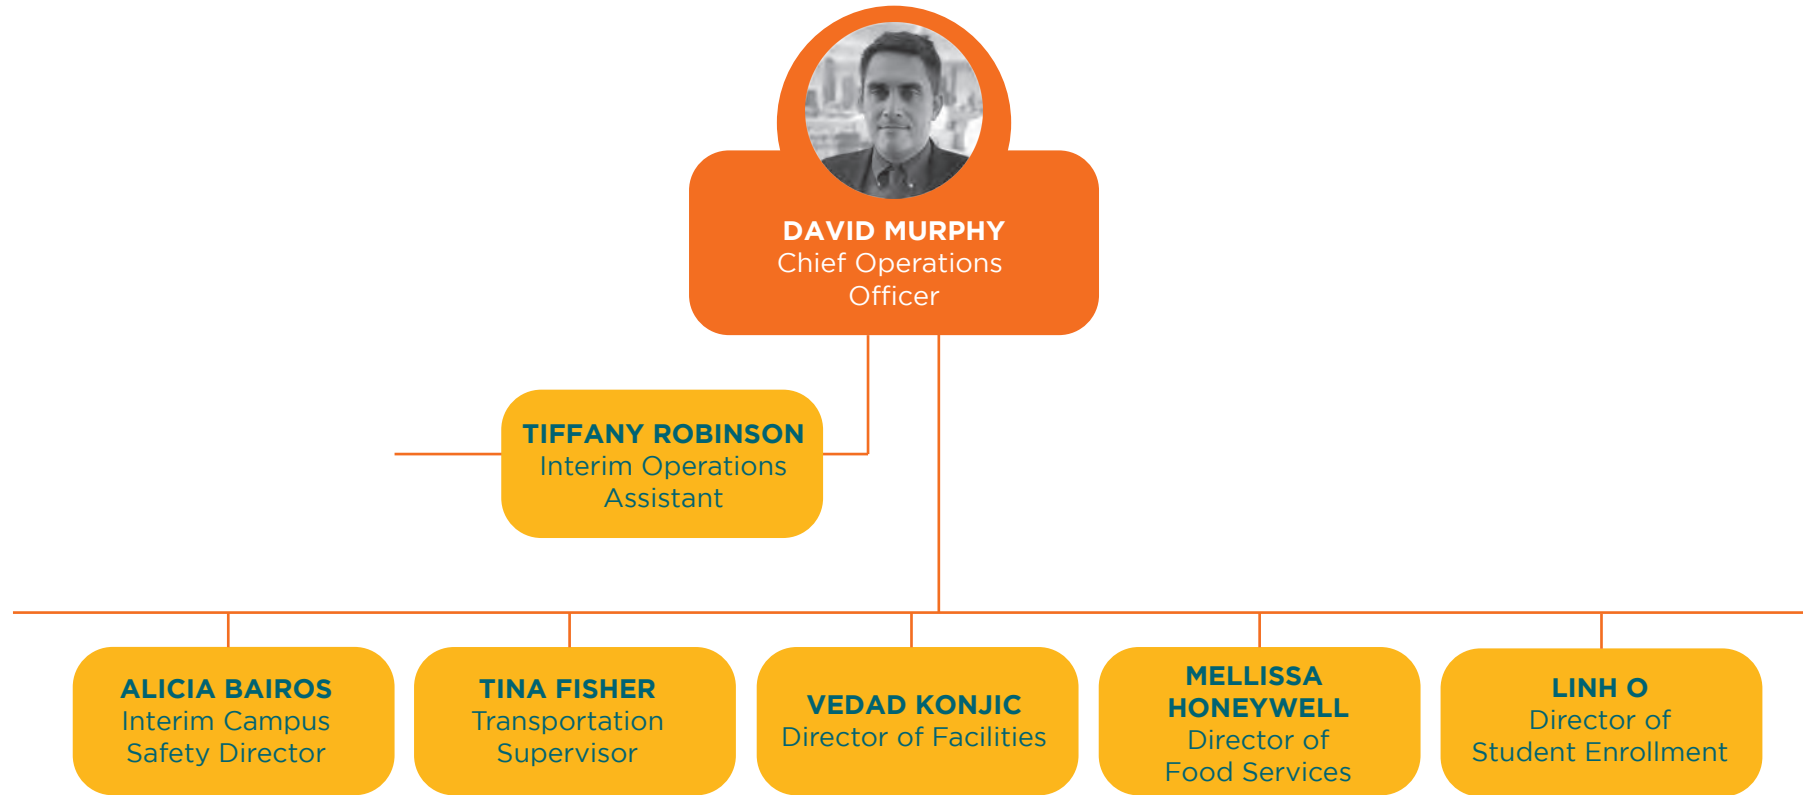 DAVID MURPHY
Chief Operations
Officer
TIFFANY ROBINSON
Interim Operations
Assistant
ALICIA BAIROS
Interim Campus
Safety Director
TINA FISHER
Transportation
Supervisor
VEDAD KONJIC
Director of Facilities
MELLISSA
HONEYWELL
Director of
Food Services
LINH O
Director of
Student Enrollment